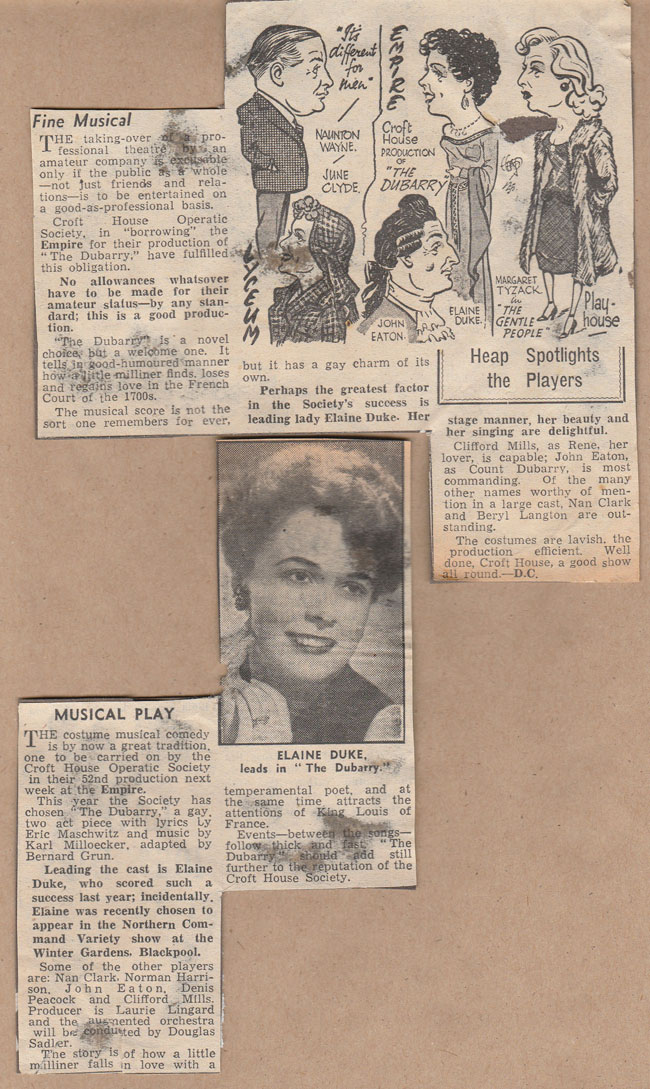 "It's
different
for
men"
NAUNTON
WAYNE.
JUNE
CLYDE.
LYCEUM
EMPIRE
Croft
House
PRODUCTION
OF
"THE
DUBARRY"
JOHN
EATON.
ELAINE
DUKE.
MARGARET
TYZACK.
in
THE
GENTLE
PEOPLE"
Play-
house
Heap Spotlights
the Players
Fine Musical
THE taking-over of a pro-
fessional theatre by an
amateur company is excusable
only if the public as a whole
—not just friends and rela-
tions—is to be entertained on
a good-as-professional basis.
Croft House Operatic
Society, in "borrowing" the
Empire for their production of
"The Dubarry," have fulfilled
this obligation.
No allowances whatsover
have to be made for their
amateur status—by any stan-
dard; this is a good produc-
tion.
"The Dubarry" is a novel
choice, but a welcome one. It
tells in good-humoured manner
how a little milliner finds, loses
and regains love in the French
Court of the 1700s.
The musical score is not the
sort one remembers for ever,
but it has a gay charm of its
own.
Perhaps the greatest factor
in the Society's success is
leading lady Elaine Duke. Her
stage manner, her beauty and
her singing are delightful.
Clifford Mills, as Rene, her
lover, is capable; John Eaton,
as Count Dubarry, is most
commanding. Of the many
other names worthy of men-
tion in a large cast, Nan Clark
and Beryl Langton are out-
standing.
The costumes are lavish, the
production efficient. Well
done, Croft House, a good show
all round.—D.C.
ELAINE DUKE,
leads in "The Dubarry."
MUSICAL PLAY
THE costume musical comedy
is by now a great tradition,
one to be carried on by the
Croft House Operatic Society
in their 52nd production next
week at the Empire.
This year the Society has
chosen "The Dubarry," a gay,
two act piece with lyrics by
Eric Maschwitz and music by
Karl Milloecker, adapted by
Bernard Grun.
Leading the cast is Elaine
Duke, who scored such a
success last year; incidentally,
Elaine was recently chosen to
appear in the Northern Com-
mand Variety show at the
Winter Gardens, Blackpool.
Some of the other players
are: Nan Clark, Norman Harri-
son, John Eaton, Denis
Peacock and Clifford Mills.
Producer is Laurie Lingard
and the augmented orchestra
will be conducted by Douglas
Sadler.
The story is of how a little
milliner falls in love with a
temperamental poet, and at
the same time attracts the
attentions of King Louis of
France.
Events—between the songs—
follow thick and fast. "The
Dubarry" should add still
further to the reputation of the
Croft House Society.